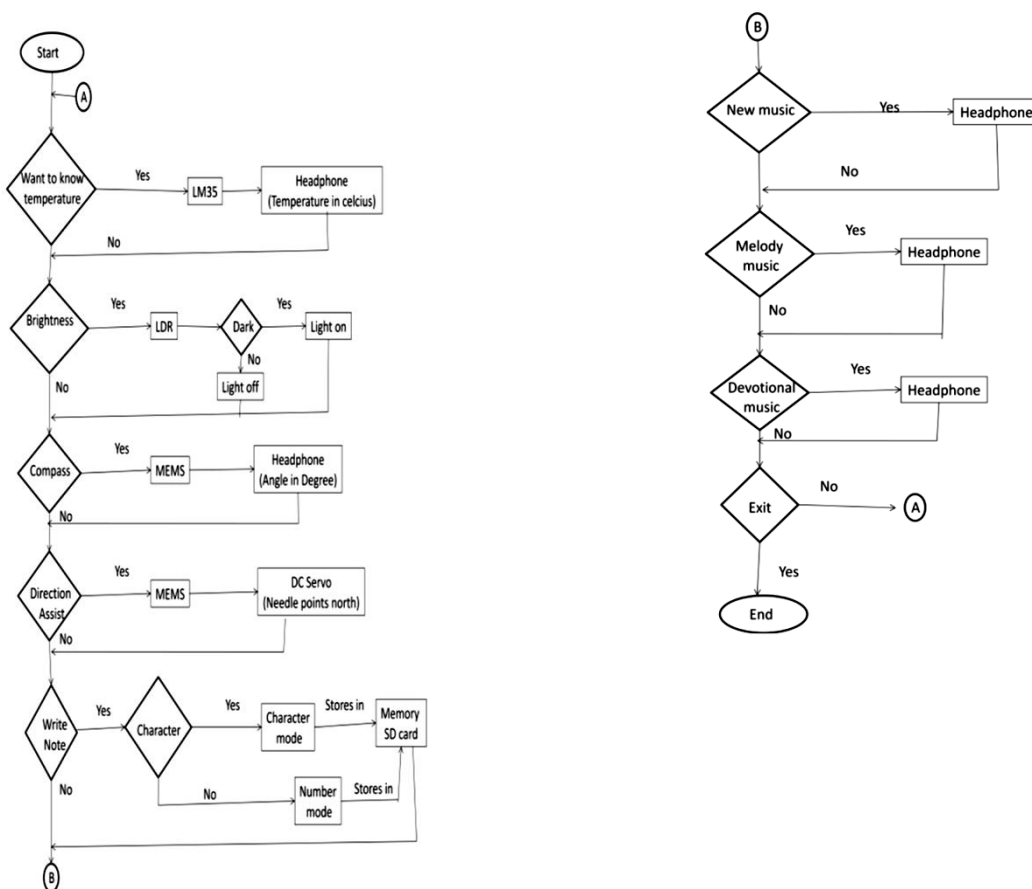 Start
A
Want to know
temperature
Yes
LM35
Headphone
(Temperature in celcius)
No
Brightness
Yes
LDR
Dark
Yes
Light on
No
Light off
No
Compass
Yes
MEMS
Headphone
(Angle in Degree)
No
Direction
Assist
Yes
MEMS
DC Servo
(Needle points north)
No
Write
Note
Yes
Character
Yes
Character
mode
Stores in
Memory
SD card
No
Number
mode
Stores in
No
B
B
New music
Yes
Headphone
No
Melody
music
Yes
Headphone
No
Devotional
music
Yes
Headphone
No
Exit
No
A
Yes
End